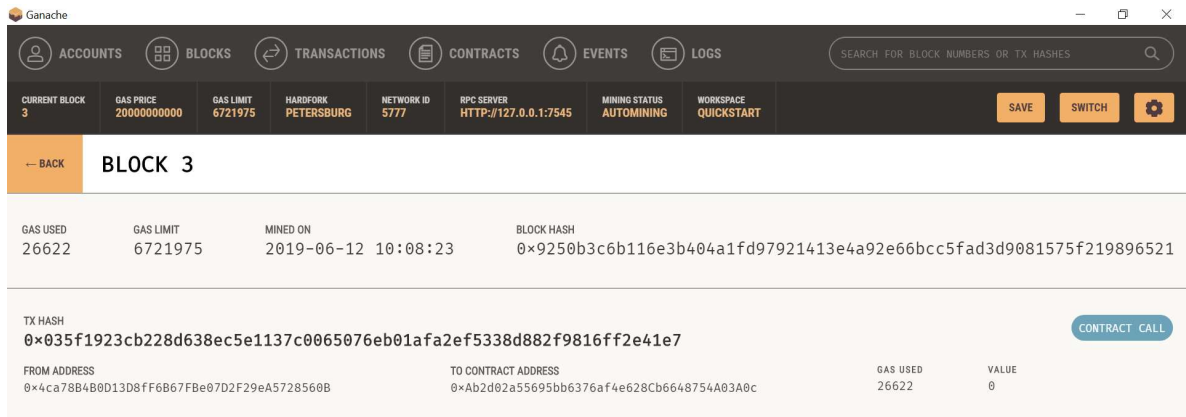 Ganache
ACCOUNTS BLOCKS TRANSACTIONS CONTRACTS EVENTS LOGS SEARCH FOR BLOCK NUMBERS OR TX HASHES
CURRENT BLOCK GAS PRICE GAS LIMIT HARDFORK NETWORK ID RPC SERVER MINING STATUS WORKSPACE
3 20000000000 6721975 PETERSBURG 5777 HTTP://127.0.0.1:7545 AUTOMINING QUICKSTART SAVE SWITCH
← BACK BLOCK 3
GAS USED GAS LIMIT MINED ON BLOCK HASH
26622 6721975 2019-06-12 10:08:23 0×9250b3c6b116e3b404a1fd97921413e4a92e66bcc5fad3d9081575f219896521
TX HASH
0×035f1923cb228d638ec5e1137c0065076eb01afa2ef5338d882f9816ff2e41e7 CONTRACT CALL
FROM ADDRESS TO CONTRACT ADDRESS GAS USED VALUE
0×4ca78B4B0D13D8fF6B67FBe07D2F29eA5728560B 0×Ab2d02a55695bb6376af4e628Cb6648754A03A0c 26622 0